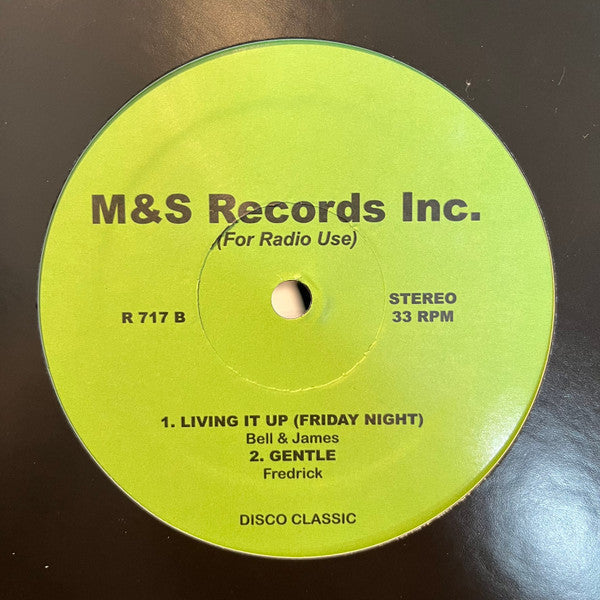 M&S Records Inc.
(For Radio Use)
R 717 B
STEREO
33 RPM
1. LIVING IT UP (FRIDAY NIGHT)
Bell & James
2. GENTLE
Fredrick
DISCO CLASSIC